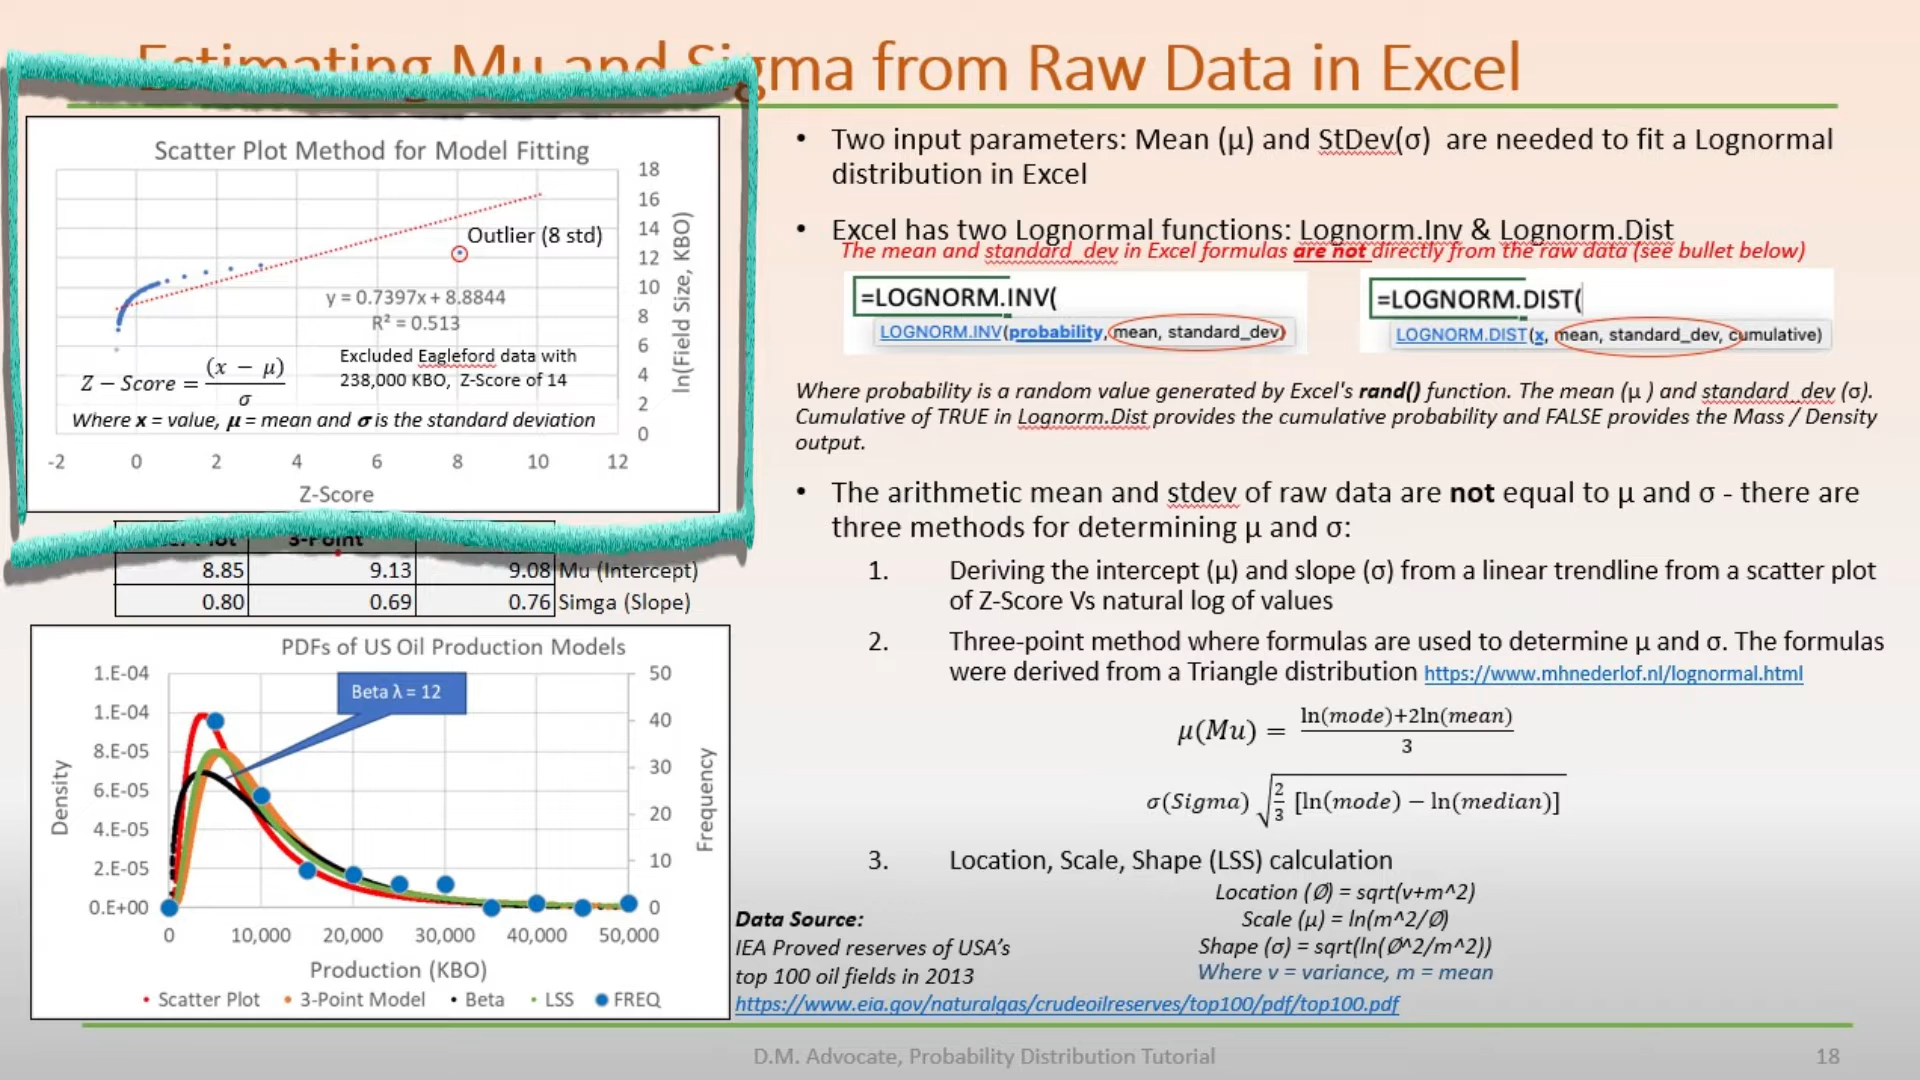 Estimating Mu and Sigma from Raw Data in Excel
Scatter Plot Method for Model Fitting
18
16
14
12
10
8
6
4
2
0
ln(Field Size, KBO)
Outlier (8 std)
y = 0.7397x + 8.8844
R² = 0.513
Excluded Eagleford data with
238,000 KBO, Z-Score of 14
Z − Score = (x − μ) / σ
Where x = value, μ = mean and σ is the standard deviation
-2 0 2 4 6 8 10 12
Z-Score
3-Point
8.85 9.13 9.08 Mu (Intercept)
0.80 0.69 0.76 Simga (Slope)
PDFs of US Oil Production Models
Beta λ = 12
1.E-04
1.E-04
8.E-05
6.E-05
4.E-05
2.E-05
0.E+00
Density
50
40
30
20
10
0
Frequency
0 10,000 20,000 30,000 40,000 50,000
Production (KBO)
• Scatter Plot • 3-Point Model • Beta • LSS FREQ
• Two input parameters: Mean (μ) and StDev(σ) are needed to fit a Lognormal
distribution in Excel
• Excel has two Lognormal functions: Lognorm.Inv & Lognorm.Dist
The mean and standard_dev in Excel formulas are not directly from the raw data (see bullet below)
=LOGNORM.INV(
LOGNORM.INV(probability, mean, standard_dev)
=LOGNORM.DIST(
LOGNORM.DIST(x, mean, standard_dev, cumulative)
Where probability is a random value generated by Excel's rand() function. The mean (μ ) and standard_dev (σ).
Cumulative of TRUE in Lognorm.Dist provides the cumulative probability and FALSE provides the Mass / Density
output.
• The arithmetic mean and stdev of raw data are not equal to μ and σ - there are
three methods for determining μ and σ:
1. Deriving the intercept (μ) and slope (σ) from a linear trendline from a scatter plot
of Z-Score Vs natural log of values
2. Three-point method where formulas are used to determine μ and σ. The formulas
were derived from a Triangle distribution https://www.mhnederlof.nl/lognormal.html
μ(Mu) = ln(mode)+2ln(mean) / 3
σ(Sigma) √ 2/3 [ln(mode) − ln(median)]
3. Location, Scale, Shape (LSS) calculation
Location (Ø) = sqrt(v+m^2)
Scale (μ) = ln(m^2/Ø)
Shape (σ) = sqrt(ln(Ø^2/m^2))
Where v = variance, m = mean
Data Source:
IEA Proved reserves of USA's
top 100 oil fields in 2013
https://www.eia.gov/naturalgas/crudeoilreserves/top100/pdf/top100.pdf
D.M. Advocate, Probability Distribution Tutorial
18